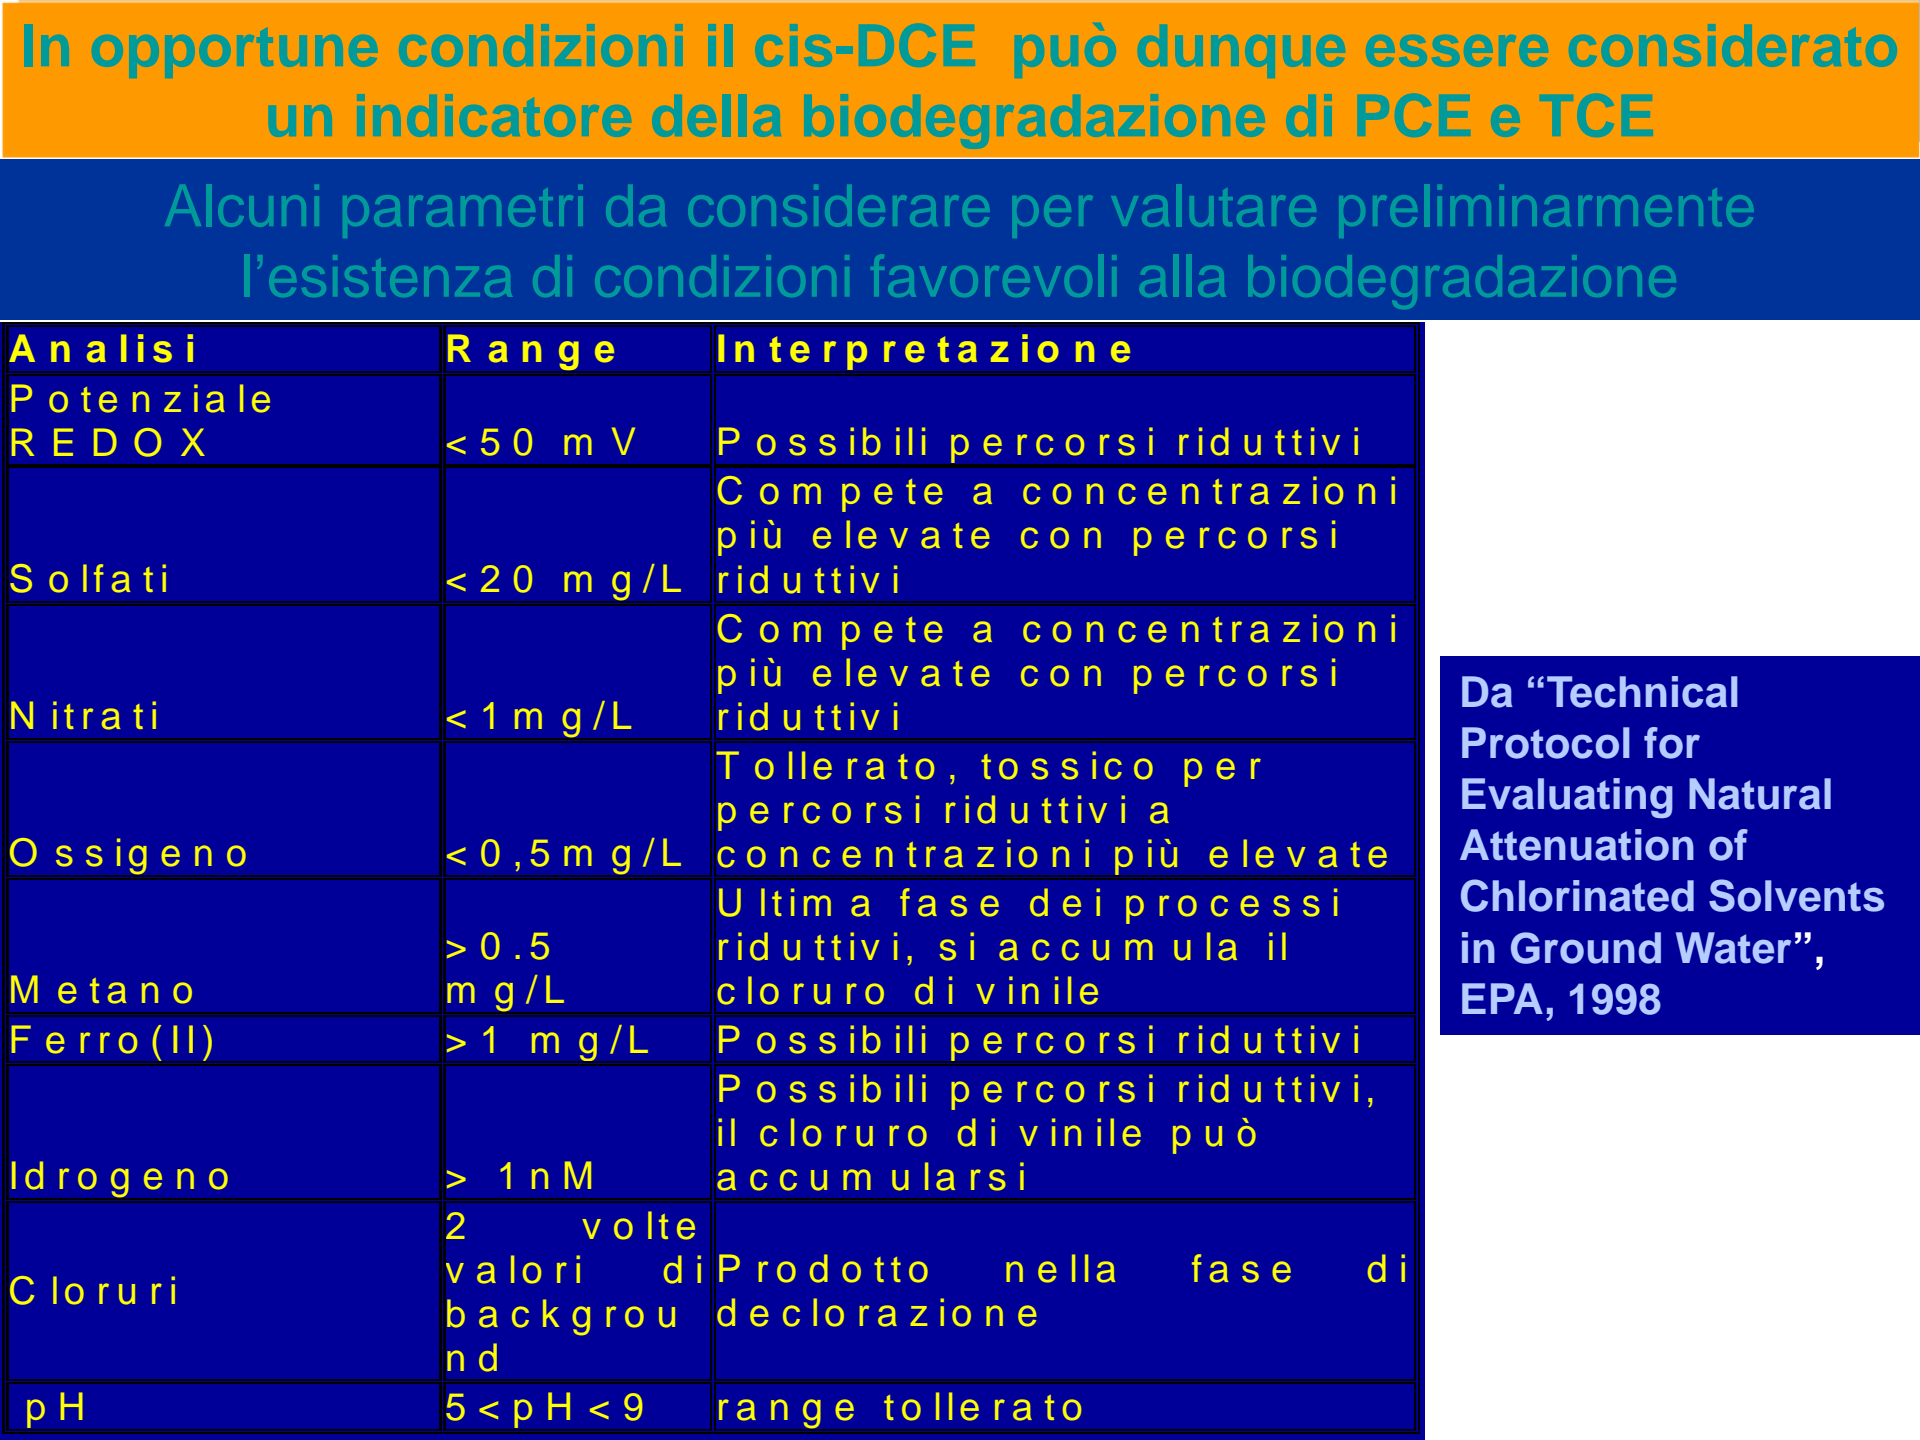 In opportune condizioni il cis-DCE può dunque essere considerato
un indicatore della biodegradazione di PCE e TCE
Alcuni parametri da considerare per valutare preliminarmente
l’esistenza di condizioni favorevoli alla biodegradazione
Analisi Range Interpretazione
Potenziale
REDOX <50 mV Possibili percorsi riduttivi
Solfati <20 mg/L Compete a concentrazioni
più elevate con percorsi
riduttivi
Nitrati <1mg/L Compete a concentrazioni
più elevate con percorsi
riduttivi
Ossigeno <0,5mg/L Tollerato, tossico per
percorsi riduttivi a
concentrazioni più elevate
Metano >0.5
mg/L
Ultima fase dei processi
riduttivi, si accumula il
cloruro di vinile
Ferro(II) >1 mg/L Possibili percorsi riduttivi
Idrogeno > 1nM Possibili percorsi riduttivi,
il cloruro di vinile può
accumularsi
Cloruri 2 volte
valori di
backgrou
nd
Prodotto nella fase di
declorazione
pH 5<pH<9 range tollerato
Da “Technical
Protocol for
Evaluating Natural
Attenuation of
Chlorinated Solvents
in Ground Water”,
EPA, 1998